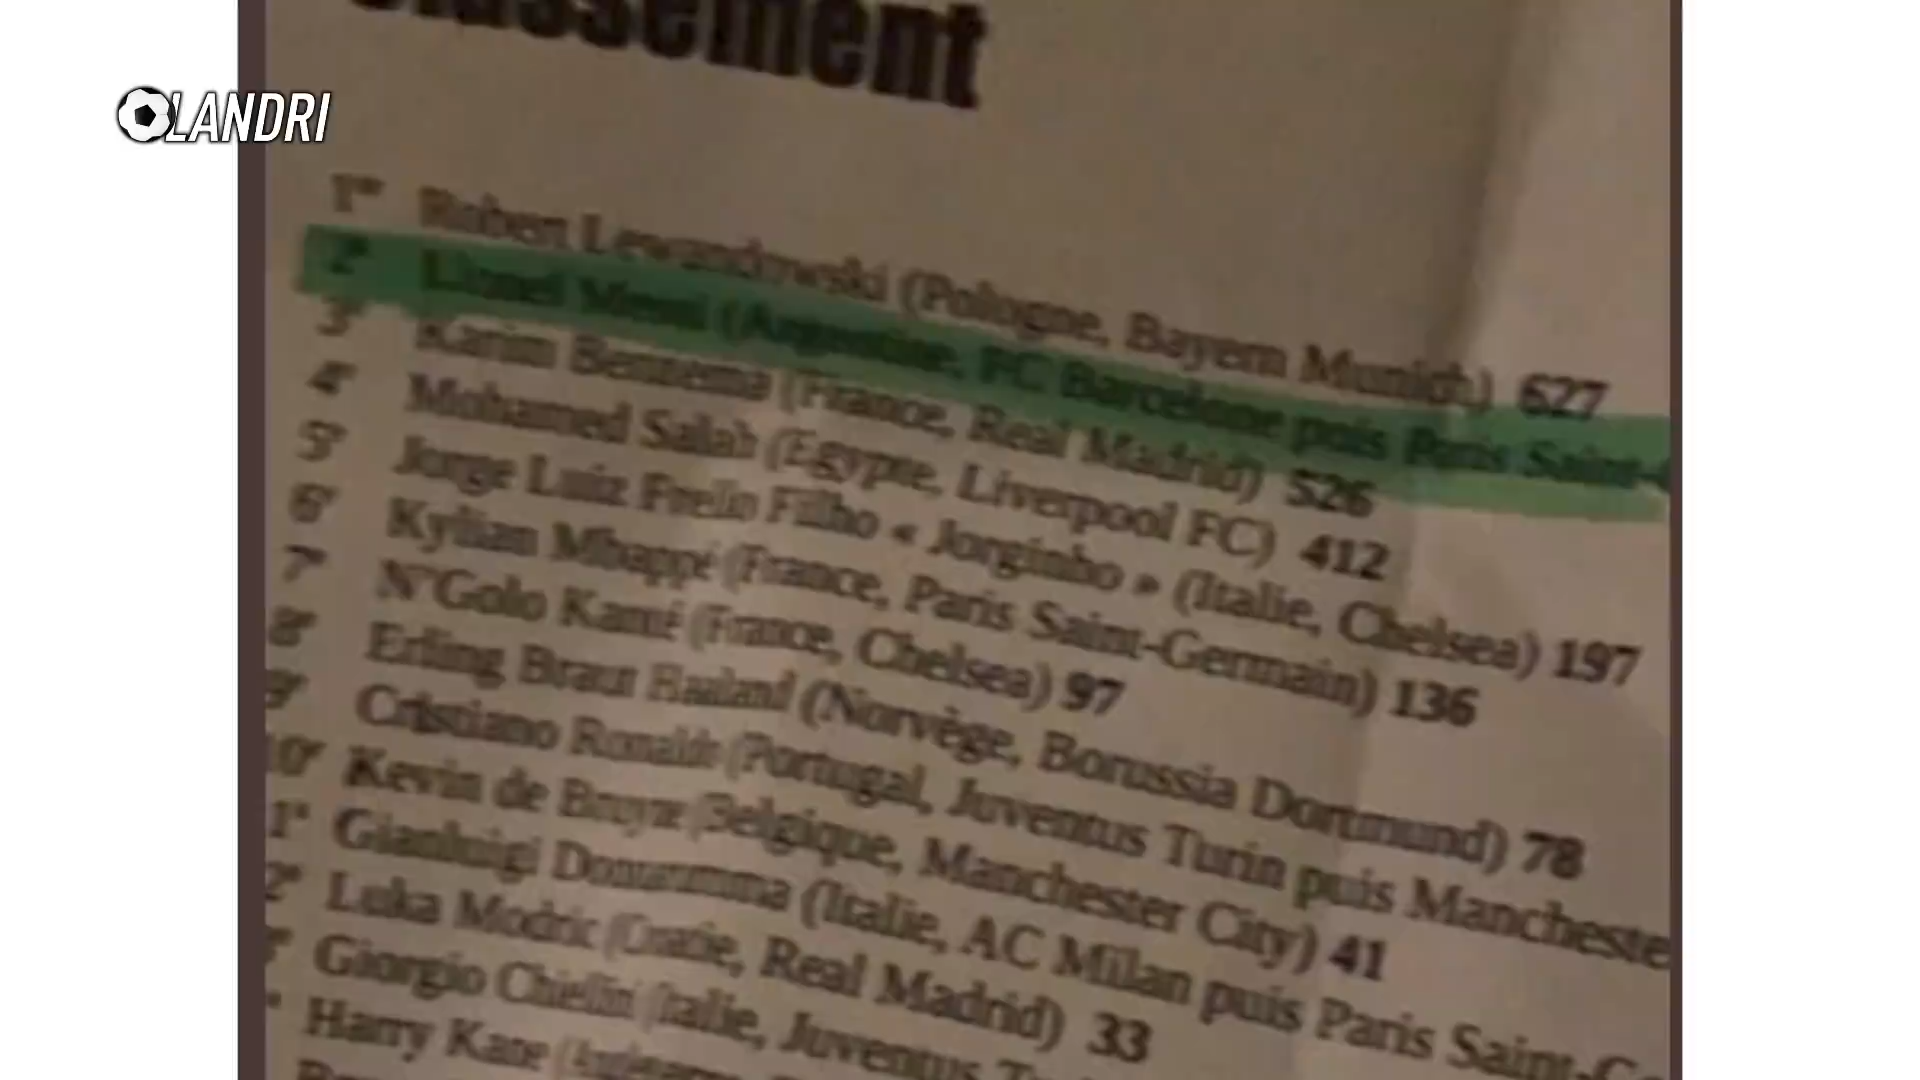 Classement
LANDRI
1er Robert Lewandowski (Pologne, Bayern Munich) 627
2e Lionel Messi (Argentine, FC Barcelone puis Paris Saint-
3e Karim Benzema (France, Real Madrid) 526
4e Mohamed Salah (Égypte, Liverpool FC) 412
5e Jorge Luiz Frello Filho « Jorginho » (Italie, Chelsea) 197
6e Kylian Mbappé (France, Paris Saint-Germain) 136
7e N'Golo Kanté (France, Chelsea) 97
8e Erling Braut Haaland (Norvège, Borussia Dortmund) 78
9e Cristiano Ronaldo (Portugal, Juventus Turin puis Manchester
10e Kevin de Bruyne (Belgique, Manchester City) 41
1e Gianluigi Donnarumma (Italie, AC Milan puis Paris Saint-G
2e Luka Modric (Croatie, Real Madrid) 33
Giorgio Chiellini (Italie, Juventus
Harry Kane